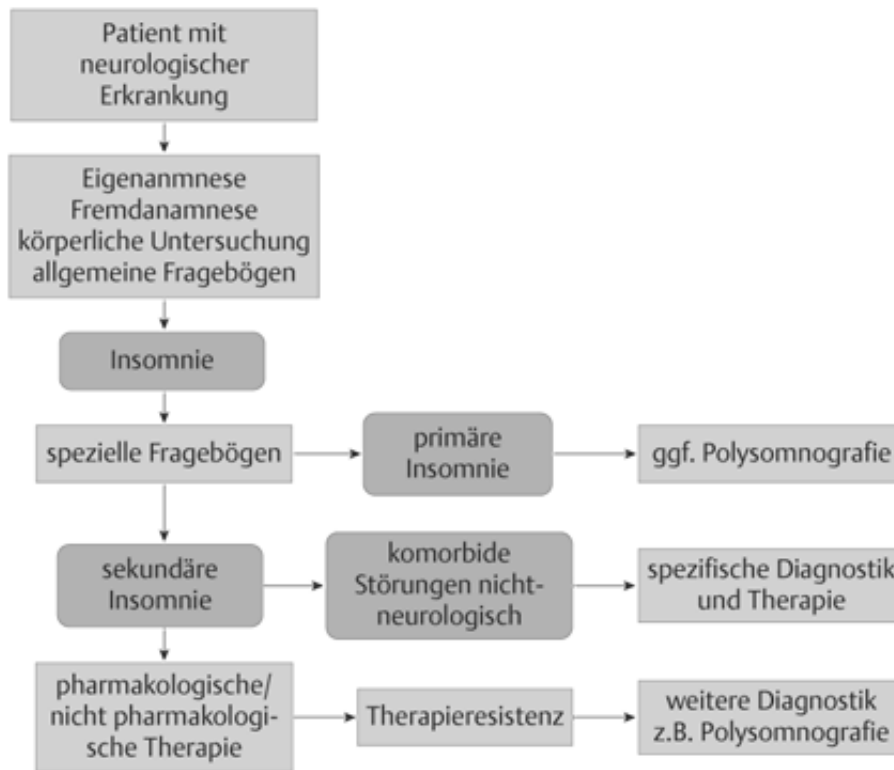 Patient mit
neurologischer
Erkrankung
Eigenanmnese
Fremdanamnese
körperliche Untersuchung
allgemeine Fragebögen
Insomnie
spezielle Fragebögen
primäre
Insomnie
ggf. Polysomnografie
sekundäre
Insomnie
komorbide
Störungen nicht-
neurologisch
spezifische Diagnostik
und Therapie
pharmakologische/
nicht pharmakologi-
sche Therapie
Therapieresistenz
weitere Diagnostik
z.B. Polysomnografie